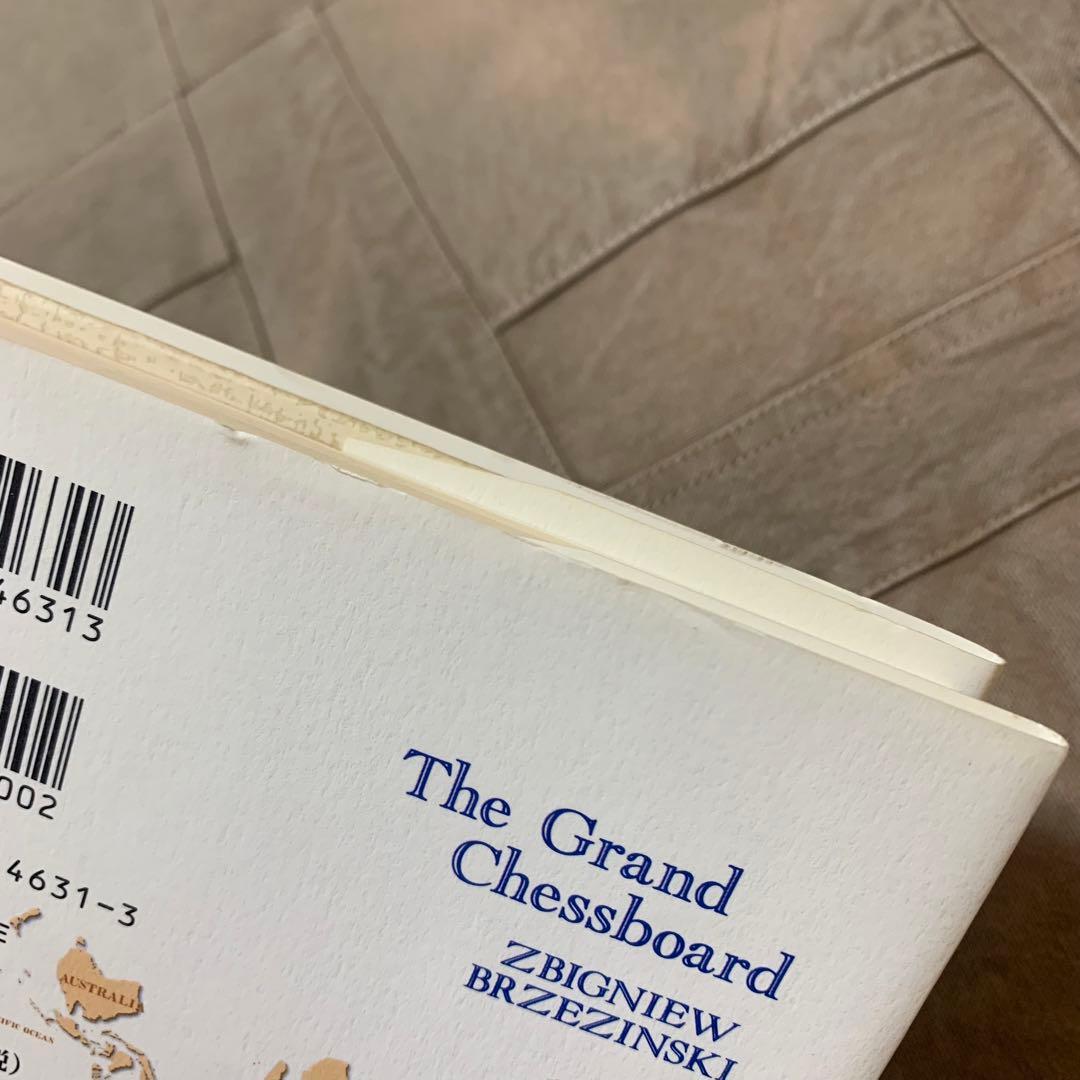 46313
002
4631-3
AUSTRALIA
The Grand
Chessboard
ZBIGNIEW
BRZEZINSKI